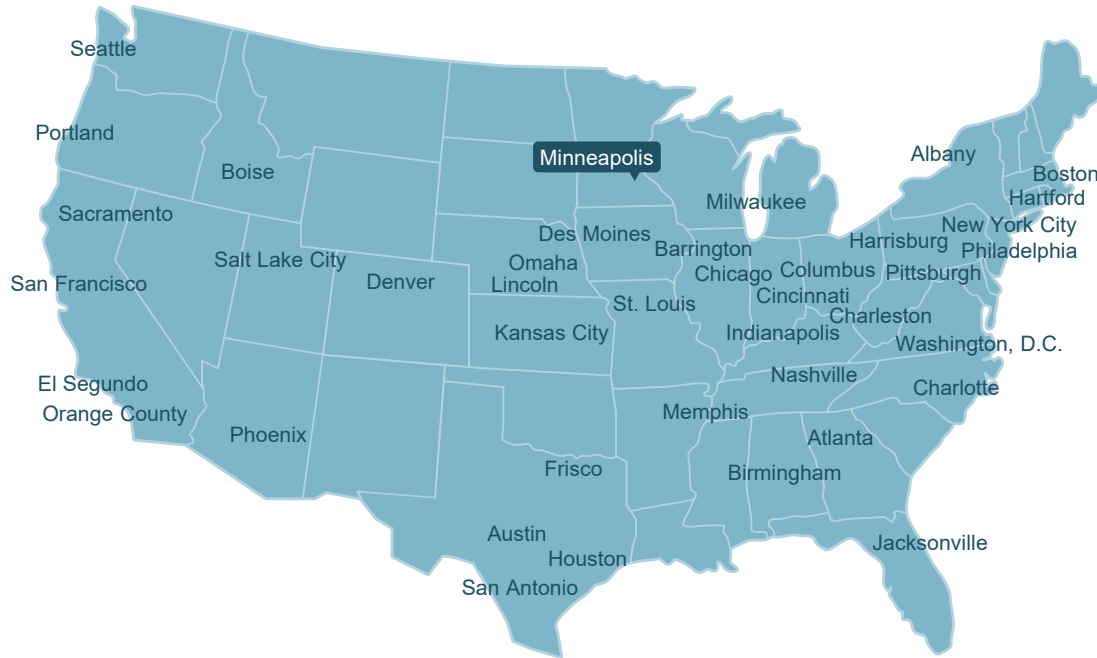 Seattle
Portland
Albany
Minneapolis
Boise
Boston
Hartford
Milwaukee
Sacramento
New York City
Des Moines
Harrisburg
Barrington
Philadelphia
Salt Lake City
Omaha
Columbus
Chicago
Pittsburgh
Denver
San Francisco
Lincoln
Cincinnati
St. Louis
Charleston
Kansas City
Indianapolis
Washington, D.C.
Nashville
El Segundo
Charlotte
Orange County
Memphis
Phoenix
Atlanta
Frisco
Birmingham
Austin
Jacksonville
Houston
San Antonio